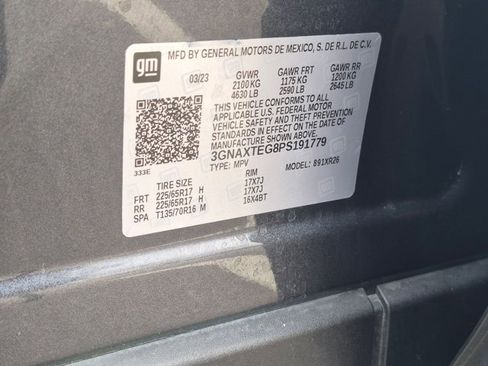 gm
MFD BY GENERAL MOTORS DE MEXICO, S. DE R.L. DE C.V.
03/23 GVWR GAWR FRT GAWR RR
2100 KG 1175 KG 1200 KG
4630 LB 2590 LB 2645 LB
THIS VEHICLE CONFORMS TO ALL
APPLICABLE U.S. FEDERAL MOTOR
VEHICLE SAFETY, BUMPER, AND THEFT
PREVENTION STANDARDS IN EFFECT ON
THE DATE OF MANUFACTURE SHOWN ABOVE.
3GNAXTEG8PS191779
333E TYPE: MPV MODEL: 891XR26
TIRE SIZE RIM
FRT 225/65R17 H 17X7J
RR 225/65R17 H 17X7J
SPA T135/70R16 M 16X4BT